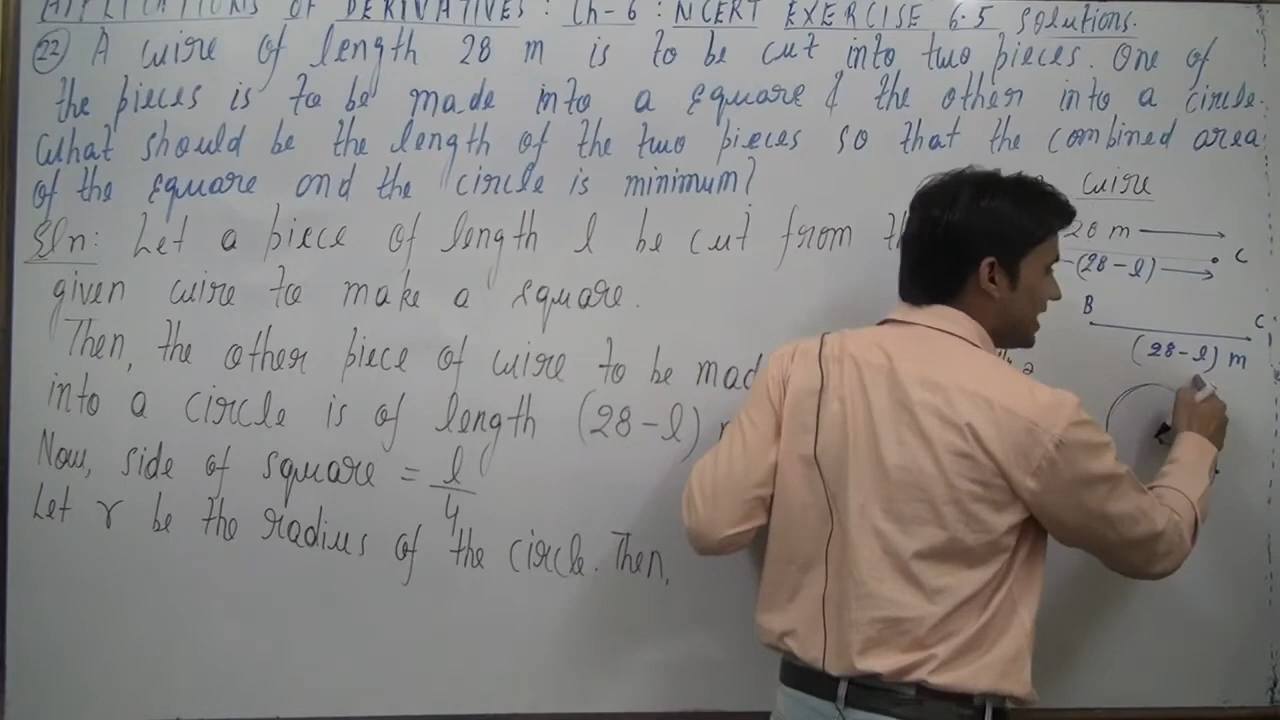 APPLICATIONS OF DERIVATIVES: Ch-6: NCERT EXERCISE 6.5 Solutions.
(22) A wire of length 28 m is to be cut into two pieces. One of
the pieces is to be made into a square & the other into a circle.
What should be the length of the two pieces so that the combined area
of the square and the circle is minimum?
Soln: Let a piece of length l be cut from
given wire to make a square.
Then, the other piece of wire to be
into a circle is of length (28-l)
Now, side of square = l/4
Let r be the radius of the circle. Then,
wire
28 m
C
(28-l)
B C
(28-l) m